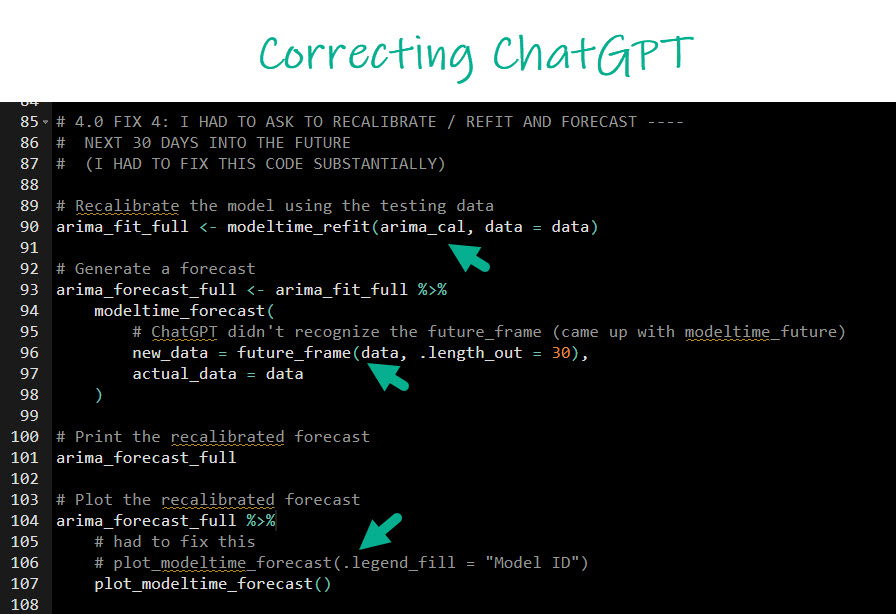 Correcting ChatGPT
84
85 # 4.0 FIX 4: I HAD TO ASK TO RECALIBRATE / REFIT AND FORECAST ----
86 #  NEXT 30 DAYS INTO THE FUTURE
87 #  (I HAD TO FIX THIS CODE SUBSTANTIALLY)
88
89 # Recalibrate the model using the testing data
90 arima_fit_full <- modeltime_refit(arima_cal, data = data)
91
92 # Generate a forecast
93 arima_forecast_full <- arima_fit_full %>%
94     modeltime_forecast(
95         # ChatGPT didn't recognize the future_frame (came up with modeltime_future)
96         new_data = future_frame(data, .length_out = 30),
97         actual_data = data
98     )
99
100 # Print the recalibrated forecast
101 arima_forecast_full
102
103 # Plot the recalibrated forecast
104 arima_forecast_full %>%
105     # had to fix this
106     # plot_modeltime_forecast(.legend_fill = "Model ID")
107     plot_modeltime_forecast()
108